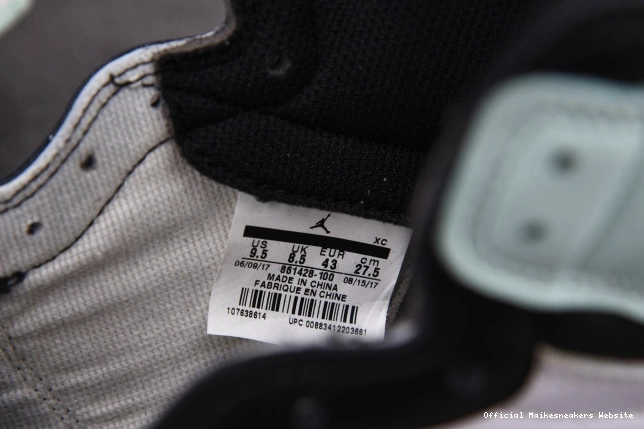 XC
US UK EUR cm
9.5 8.5 43 27.5
06/09/17 861428-100 08/15/17
MADE IN CHINA
FABRIQUE EN CHINE
107638614 UPC 00883412203661
Official Maikesneakers Website